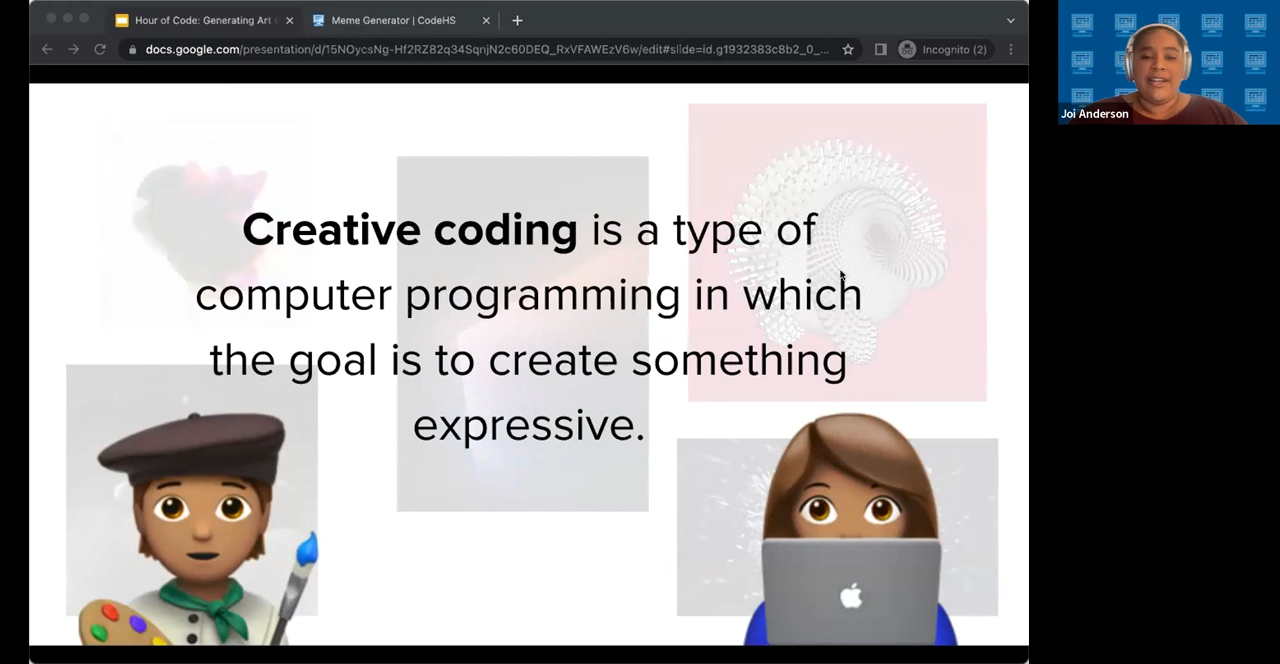 Hour of Code: Generating Art
Meme Generator | CodeHS
docs.google.com/presentation/d/15NOycsNg-Hf2RZ82q34SqnjN2c60DEQ_RxVFAWEzV6w/edit#slide=id.g1932383c8b2_0_...
Incognito (2)
Joi Anderson
Creative coding is a type of
computer programming in which
the goal is to create something
expressive.